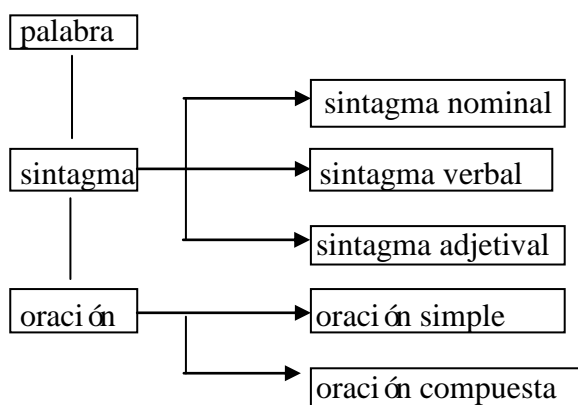 palabra
sintagma nominal
sintagma
sintagma verbal
sintagma adjetival
oración
oración simple
oración compuesta